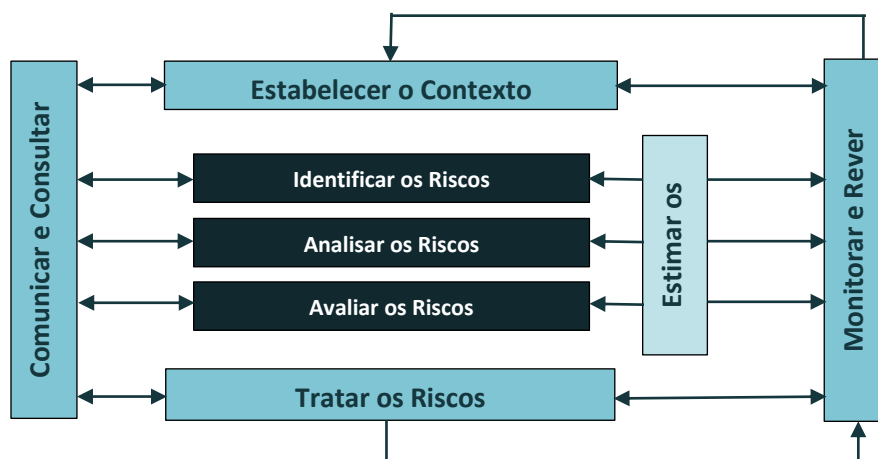 Comunicar e Consultar
Estabelecer o Contexto
Identificar os Riscos
Analisar os Riscos
Avaliar os Riscos
Tratar os Riscos
Estimar os
Monitorar e Rever